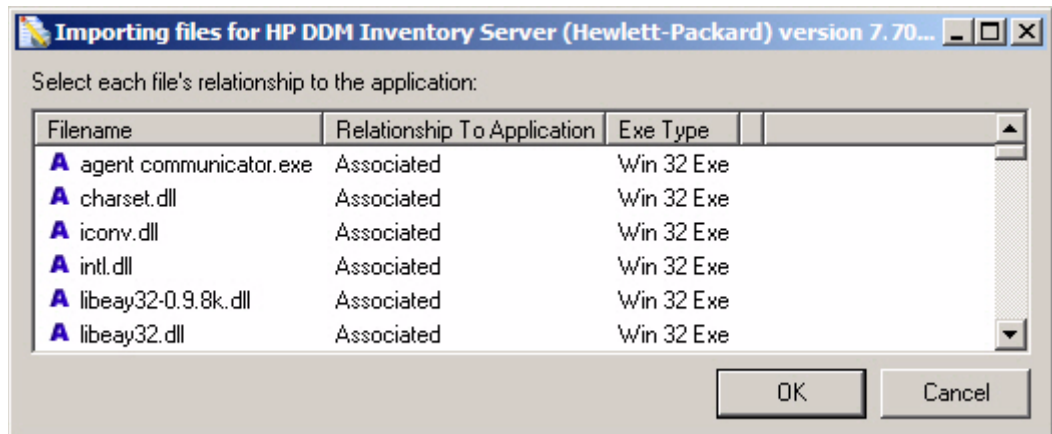 Importing files for HP DDM Inventory Server (Hewlett-Packard) version 7.70...
Select each file's relationship to the application:
Filename Relationship To Application Exe Type
A agent communicator.exe Associated Win 32 Exe
A charset.dll Associated Win 32 Exe
A iconv.dll Associated Win 32 Exe
A intl.dll Associated Win 32 Exe
A libeay32-0.9.8k.dll Associated Win 32 Exe
A libeay32.dll Associated Win 32 Exe
OK Cancel